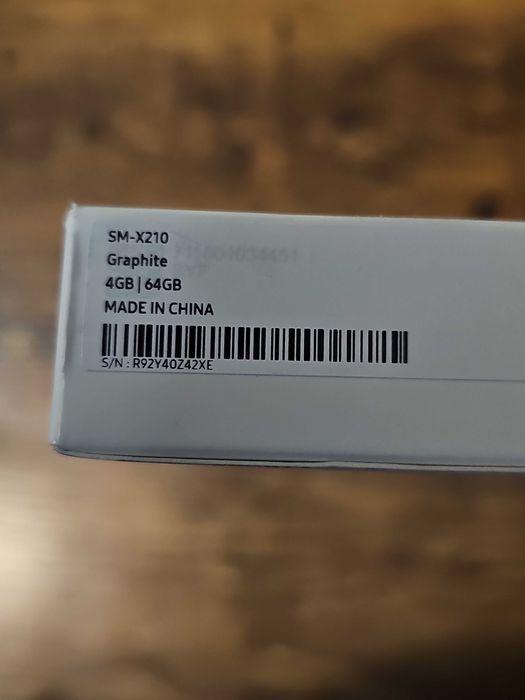 SM-X210
Graphite
4GB | 64GB
MADE IN CHINA
S/N : R92Y40Z42XE